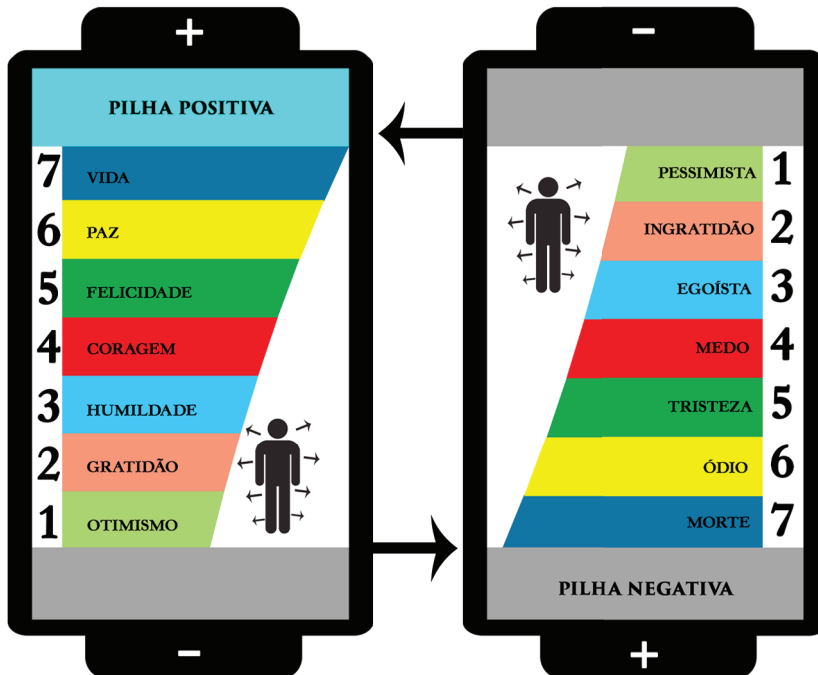 +
PILHA POSITIVA
7 VIDA
6 PAZ
5 FELICIDADE
4 CORAGEM
3 HUMILDADE
2 GRATIDÃO
1 OTIMISMO
-
-
PESSIMISTA 1
INGRATIDÃO 2
EGOÍSTA 3
MEDO 4
TRISTEZA 5
ÓDIO 6
MORTE 7
PILHA NEGATIVA
+